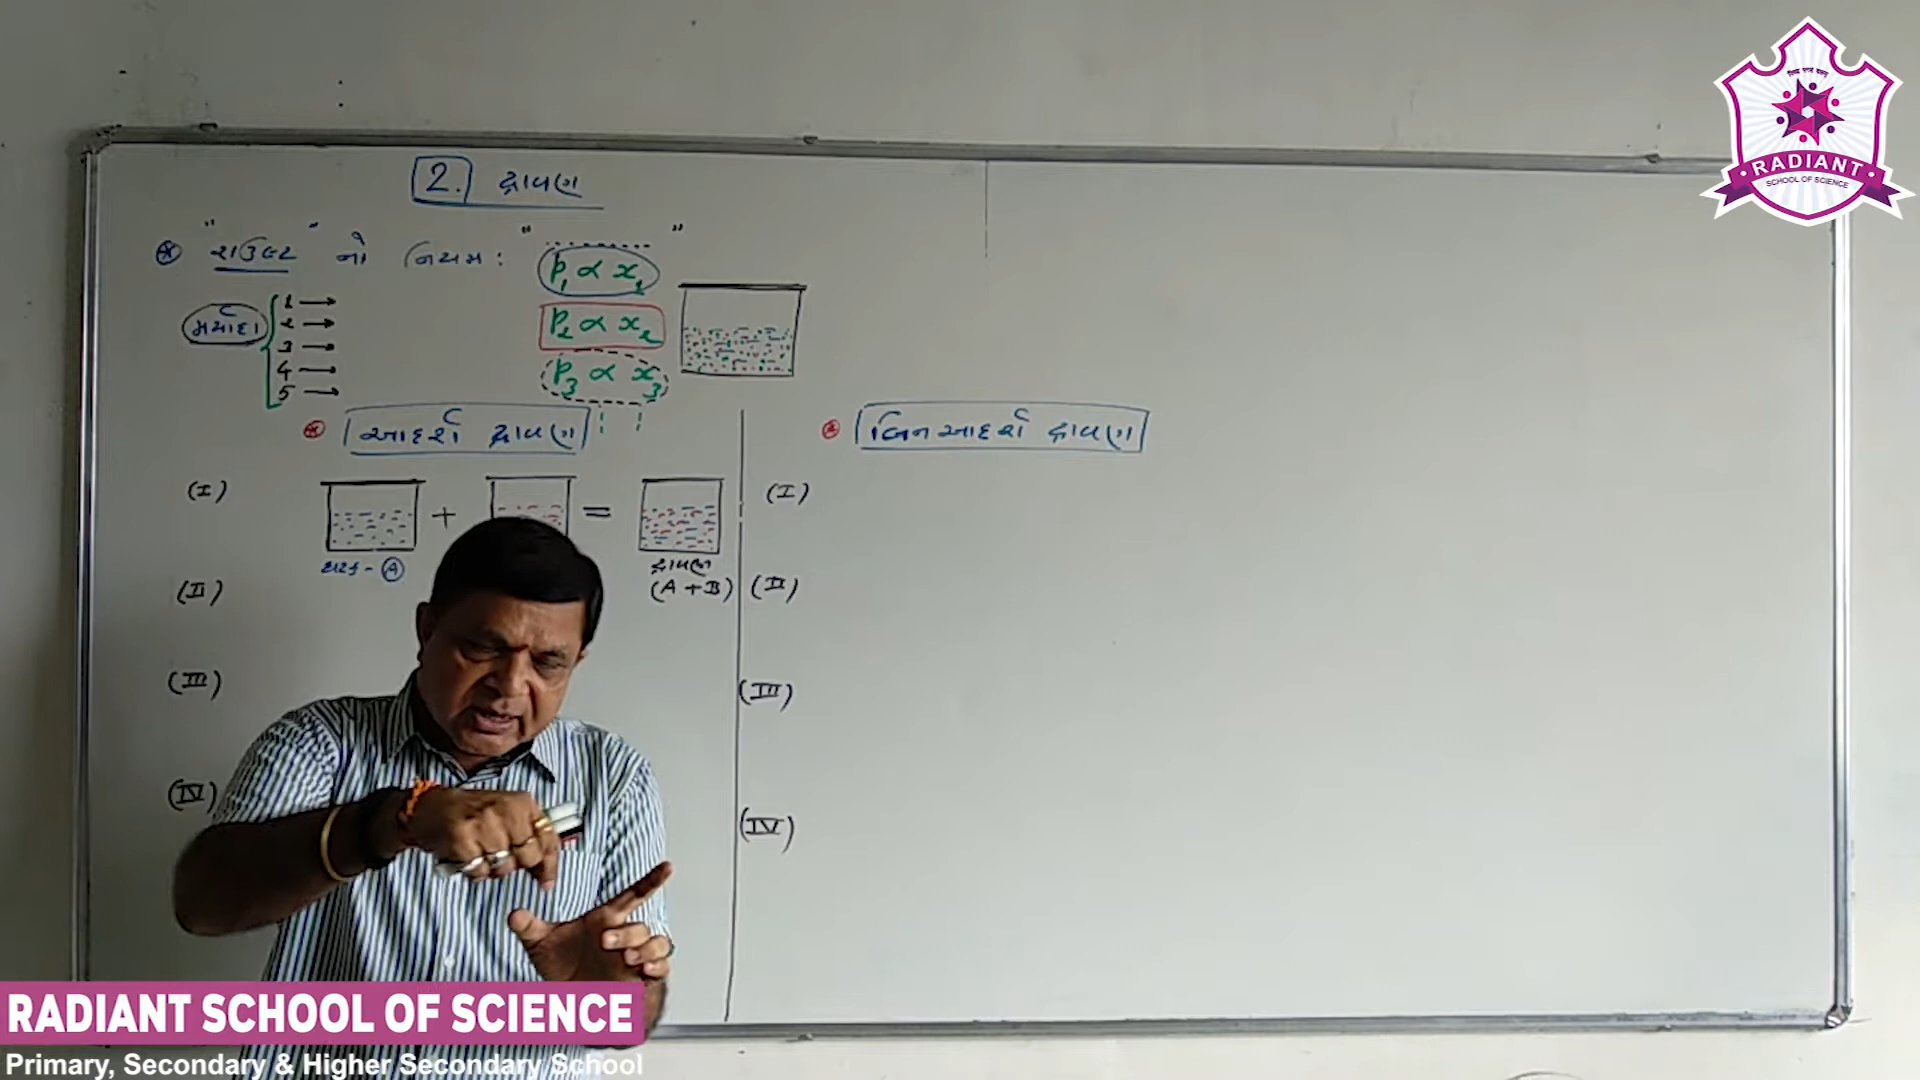 2. દ્રાવણ
* "રાઉલ્ટ" નો નિયમ : " "
p₁ ∝ x₁
મર્યાદા
1 →
2 →
3 →
4 →
5 →
p₂ ∝ x₂
p₃ ∝ x₃
* આદર્શ દ્રાવણ
* બિનઆદર્શ દ્રાવણ
(I)
+ =
ઘટક - A
દ્રાવણ
(A + B)
(II)
(III)
(IV)
(I)
(II)
(III)
(IV)
RADIANT
SCHOOL OF SCIENCE
RADIANT SCHOOL OF SCIENCE
Primary, Secondary & Higher Secondary School